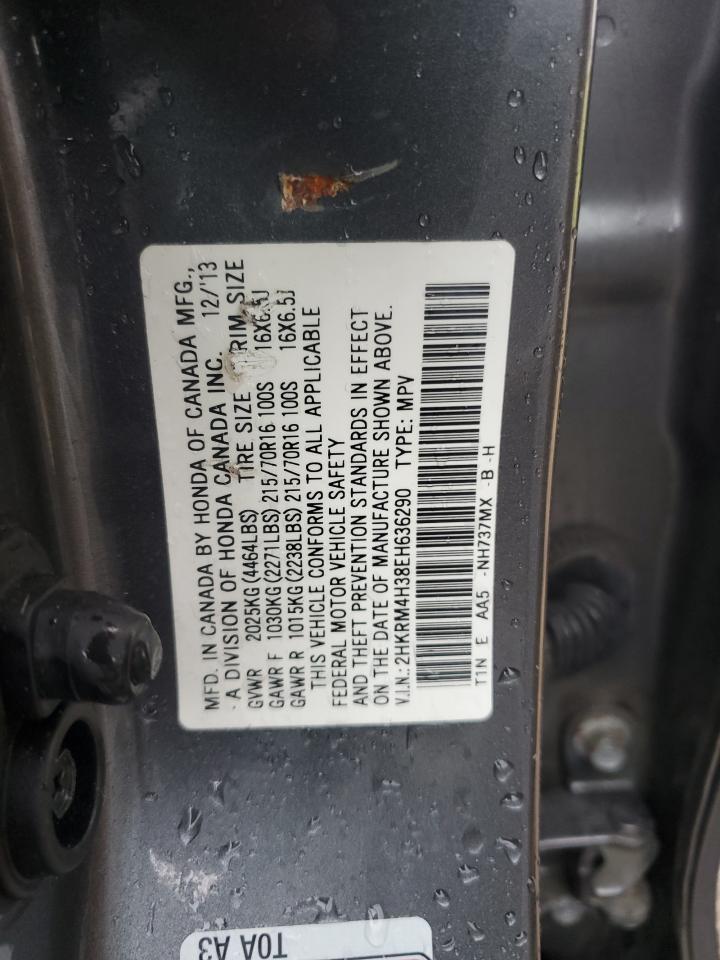 MFD. IN CANADA BY HONDA OF CANADA MFG.,
A DIVISION OF HONDA CANADA INC. 12/'13
GVWR 2025KG(4464LBS) TIRE SIZE RIM SIZE
GAWR F 1030KG(2271LBS) 215/70R16 100S 16X6.5J
GAWR R 1015KG(2238LBS) 215/70R16 100S 16X6.5J
THIS VEHICLE CONFORMS TO ALL APPLICABLE
FEDERAL MOTOR VEHICLE SAFETY
AND THEFT PREVENTION STANDARDS IN EFFECT
ON THE DATE OF MANUFACTURE SHOWN ABOVE.
V.I.N.: 2HKRM4H38EH636290 TYPE: MPV
T1N E AA5 -NH737MX -B -H
T0A A3